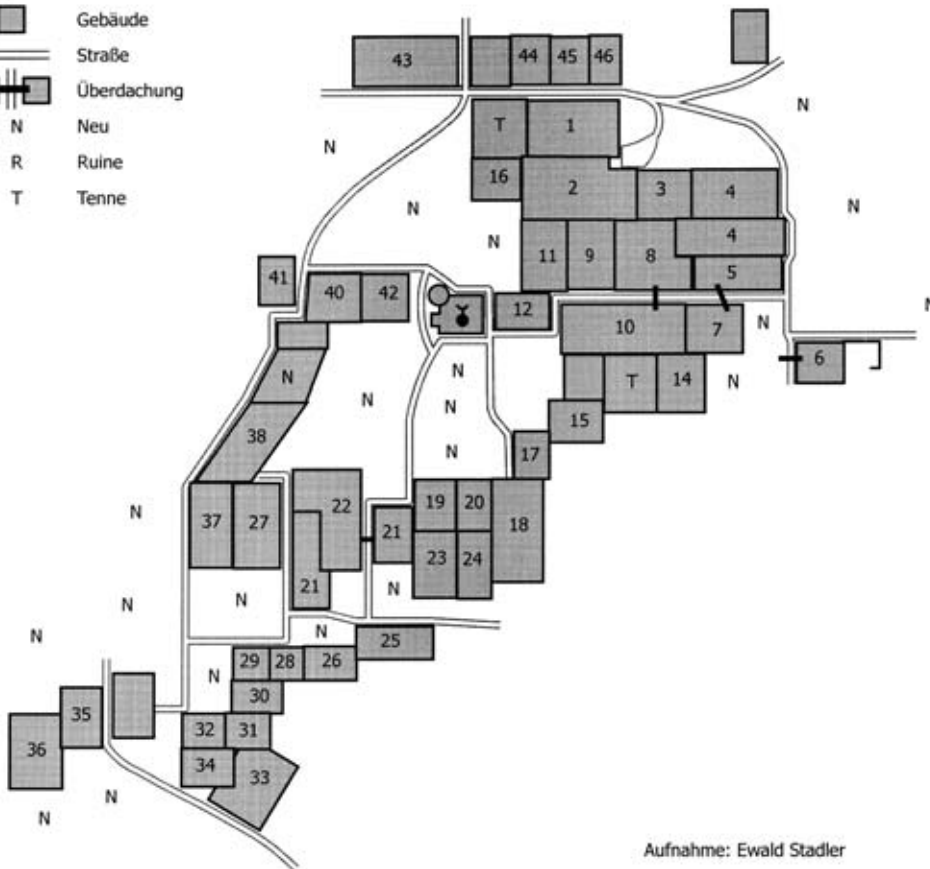 Gebäude
Straße
Überdachung
N Neu
R Ruine
T Tenne
43 44 45 46
T 1
N
N
16 2 3 4
N
N
N 11 9 8 4
5
41 40 42 12
10 7 N
N
6
N
N
N T 14 N
N
15
38 N 17
22 19 20
37 27 21 18
N
23 24
21
N N
N
N
N 25
29 28 26
N
30
35 32 31
36 34 33
N
N
Aufnahme: Ewald Stadler